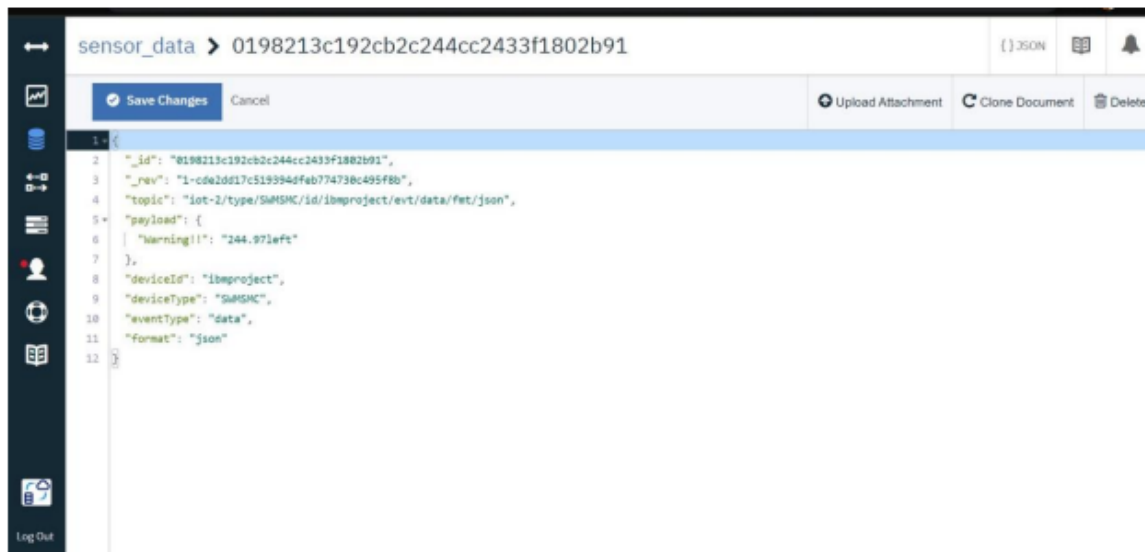 sensor_data > 0198213c192cb2c244cc2433f1802b91
{} JSON
Save Changes Cancel
Upload Attachment Clone Document Delete
1 {
2 "_id": "0198213c192cb2c244cc2433f1802b91",
3 "_rev": "1-cde2dd17c519394dfeb774730c495f8b",
4 "topic": "iot-2/type/SWMSMC/id/ibmproject/evt/data/fmt/json",
5 "payload": {
6 "Warning!!": "244.97left"
7 },
8 "deviceId": "ibmproject",
9 "deviceType": "SWMSMC",
10 "eventType": "data",
11 "format": "json"
12 }
Log Out